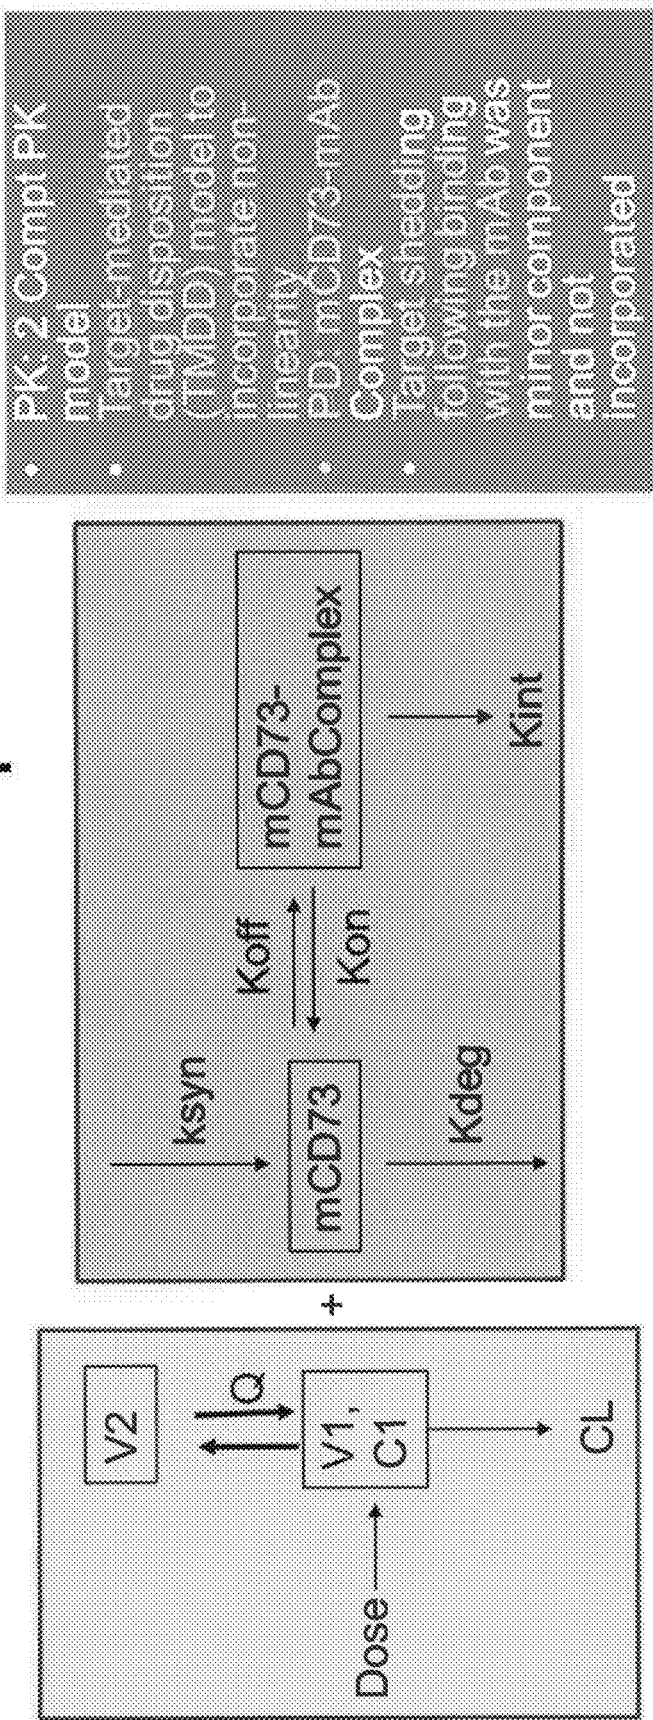 V2
Q
V1,
C1
Dose
CL
+
ksyn
mCD73
Kdeg
Koff
Kon
mCD73-
mAbComplex
Kint
• PK: 2 Compt PK
model
• Target-mediated
drug disposition
(TMDD) model to
incorporate non-
linearity
• PD: mCD73-mAb
Complex
• Target shedding
following binding
with the mAb was
minor component
and not
incorporated